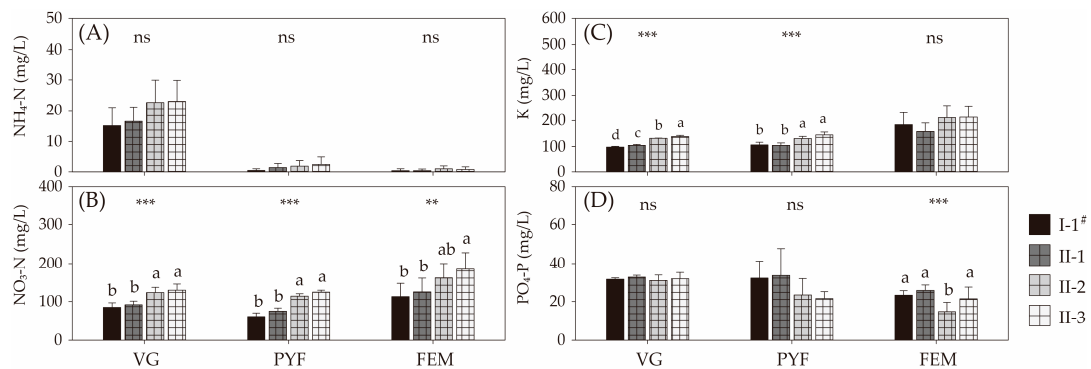 (A)
ns
ns
ns
NH₄-N (mg/L)
50
40
30
20
10
0
(B)
***
***
**
NO₃-N (mg/L)
400
300
200
100
0
b b a a
b b a a
b b ab a
VG PYF FEM
(C)
***
***
ns
K (mg/L)
600
500
400
300
200
100
0
d c b a
b b a a
(D)
ns
ns
***
PO₄-P (mg/L)
80
60
40
20
0
a a b a
VG PYF FEM
I-1#
II-1
II-2
II-3